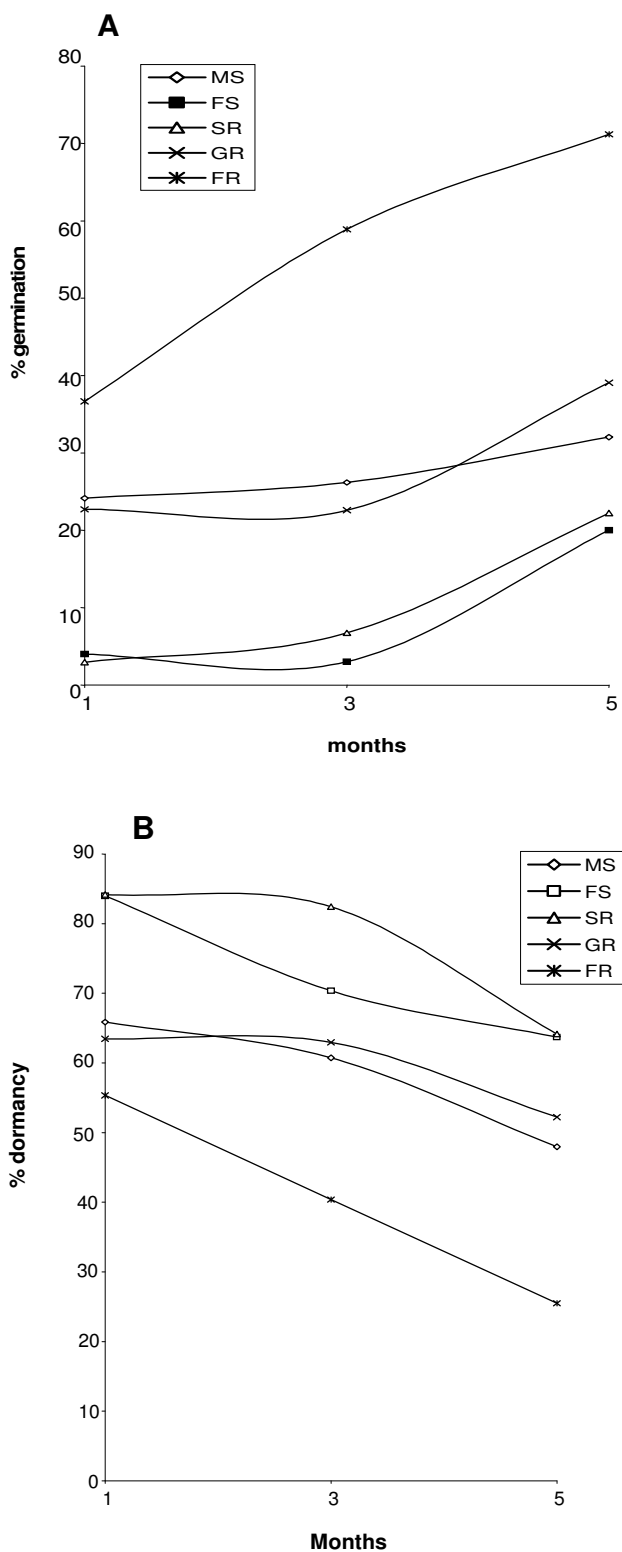 A
80
70
60
50
40
30
20
10
0
% germination
MS
FS
SR
GR
FR
1 3 5
months
B
90
80
70
60
50
40
30
20
10
0
% dormancy
MS
FS
SR
GR
FR
1 3 5
Months